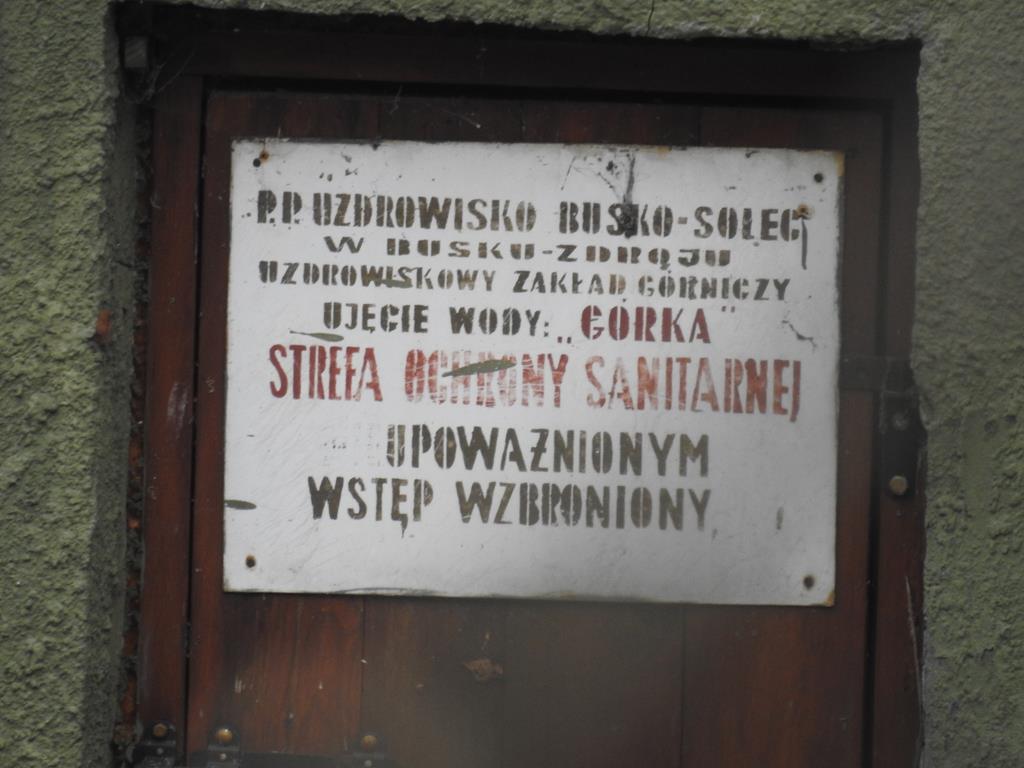 P.P. UZDROWISKO BUSKO-SOLEC
W BUSKU-ZDROJU
UZDROWISKOWY ZAKŁAD GÓRNICZY
UJĘCIE WODY: „GÓRKA"
STREFA OCHRONY SANITARNEJ
UPOWAŻNIONYM
WSTĘP WZBRONIONY